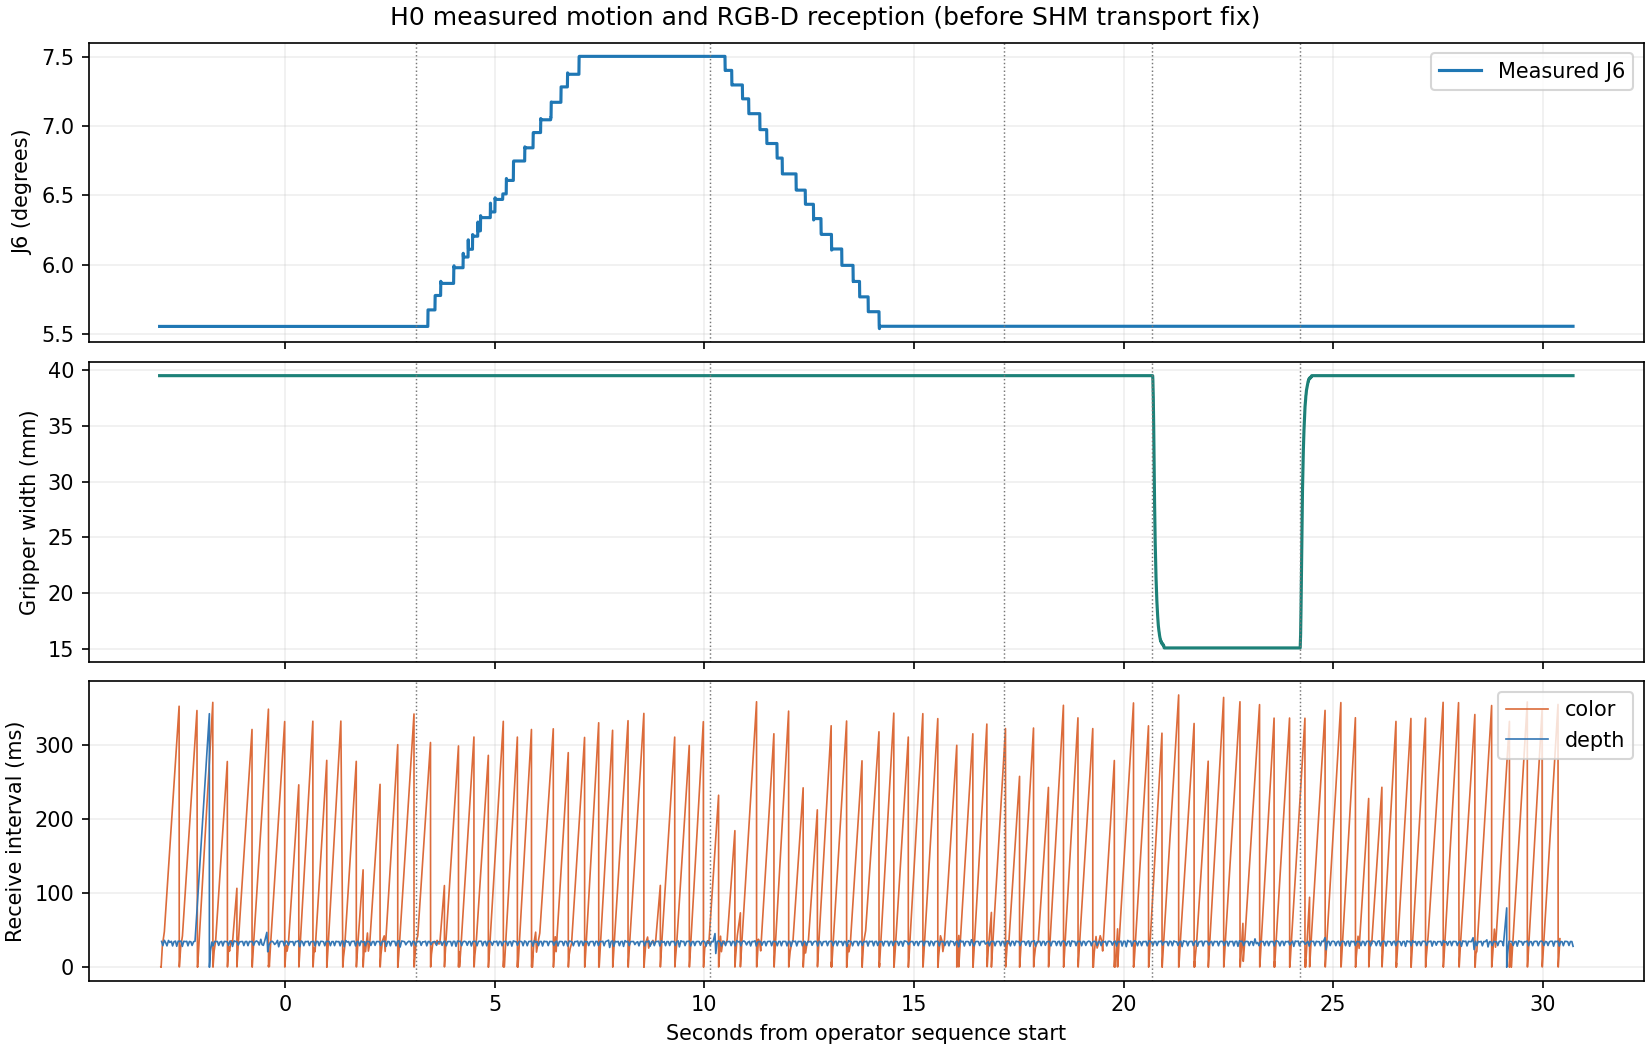 H0 measured motion and RGB-D reception (before SHM transport fix)
7.5
7.0
6.5
6.0
5.5
J6 (degrees)
Measured J6
40
35
30
25
20
15
Gripper width (mm)
300
200
100
0
Receive interval (ms)
color
depth
0 5 10 15 20 25 30
Seconds from operator sequence start